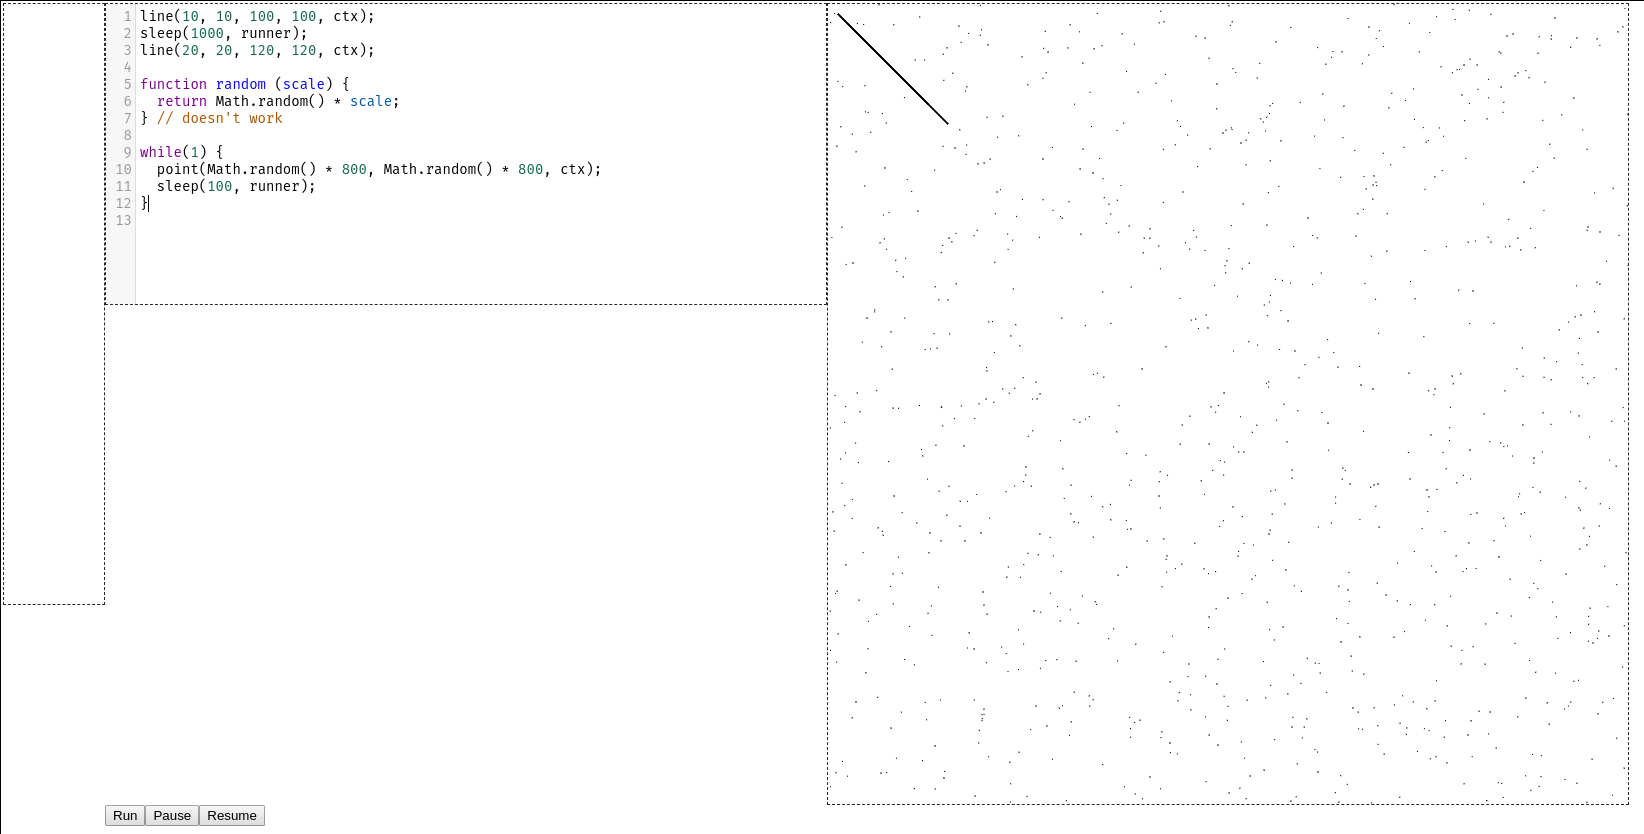 1 line(10, 10, 100, 100, ctx);
2 sleep(1000, runner);
3 line(20, 20, 120, 120, ctx);
4
5 function random (scale) {
6   return Math.random() * scale;
7 } // doesn't work
8
9 while(1) {
10   point(Math.random() * 800, Math.random() * 800, ctx);
11   sleep(100, runner);
12 }
13
Run Pause Resume